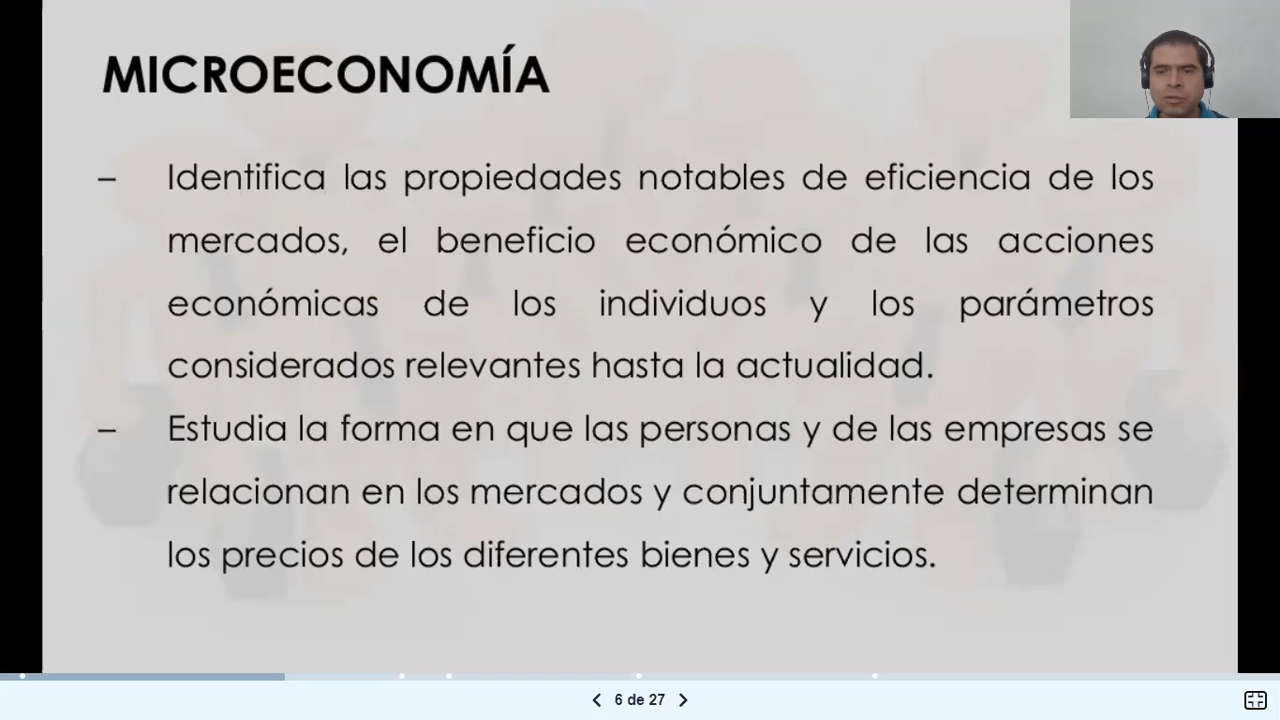 MICROECONOMÍA
– Identifica las propiedades notables de eficiencia de los
mercados, el beneficio económico de las acciones
económicas de los individuos y los parámetros
considerados relevantes hasta la actualidad.
– Estudia la forma en que las personas y de las empresas se
relacionan en los mercados y conjuntamente determinan
los precios de los diferentes bienes y servicios.
6 de 27